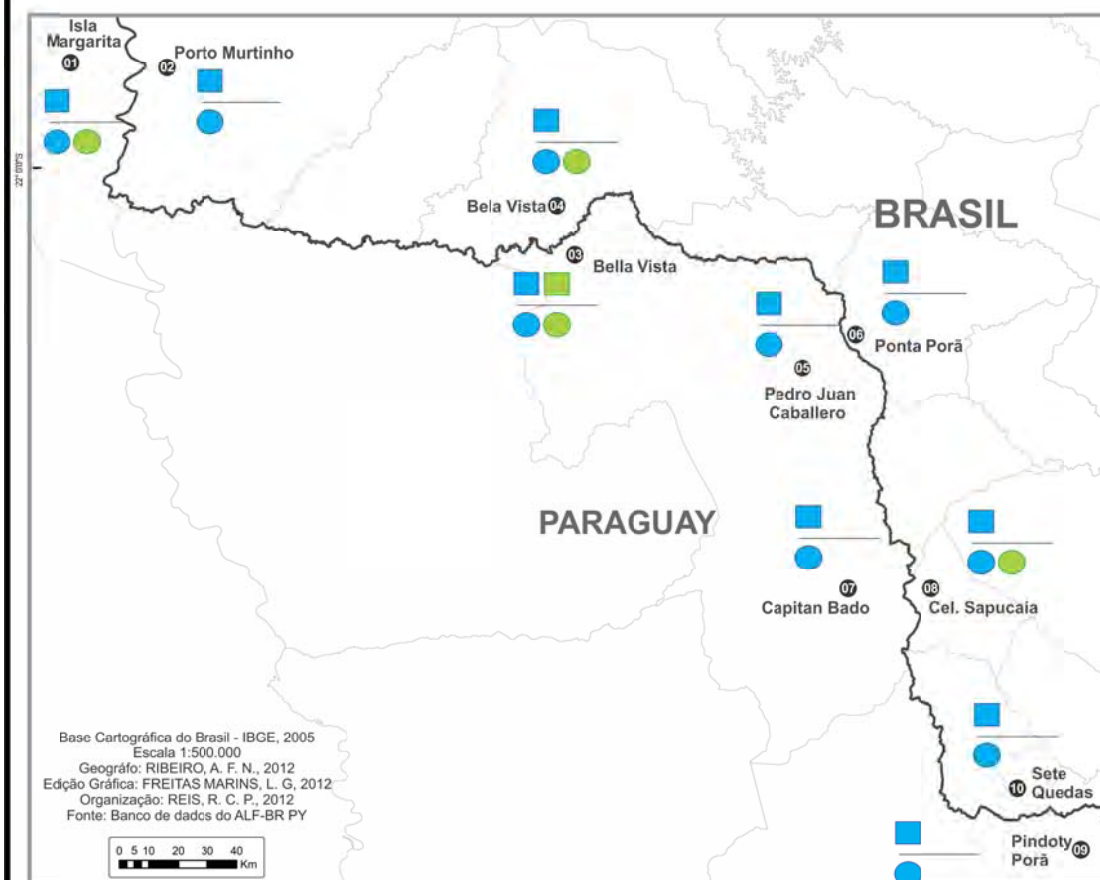 Isla
Margarita
01
02
Porto Murtinho
Bela Vista 04
03
Bella Vista
BRASIL
06
Ponta Porã
05
Pedro Juan
Caballero
PARAGUAY
07
Capitan Bado
08
Cel. Sapucaia
10
Sete
Quedas
Pindoty
Porã
09
Base Cartográfica do Brasil - IBGE, 2005
Escala 1:500.000
Geográfo: RIBEIRO, A. F. N., 2012
Edição Gráfica: FREITAS MARINS, L. G, 2012
Organização: REIS, R. C. P., 2012
Fonte: Banco de dados do ALF-BR PY
0 5 10 20 30 40
Km